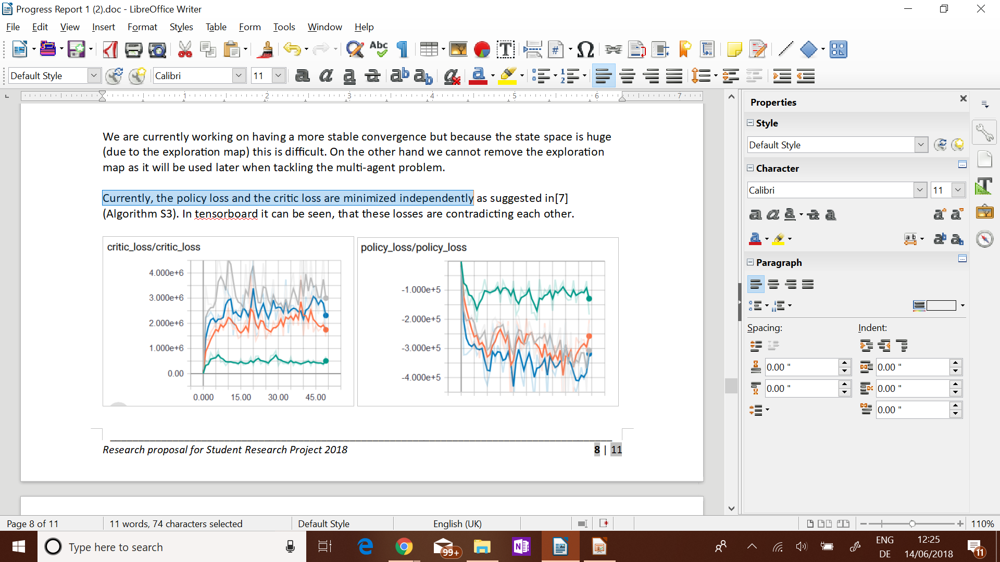 Progress Report 1 (2).doc - LibreOffice Writer
File Edit View Insert Format Styles Table Form Tools Window Help
Default Style Calibri 11
1 2 3 4 5 6 7
We are currently working on having a more stable convergence but because the state space is huge
(due to the exploration map) this is difficult. On the other hand we cannot remove the exploration
map as it will be used later when tackling the multi-agent problem.
Currently, the policy loss and the critic loss are minimized independently as suggested in[7]
(Algorithm S3). In tensorboard it can be seen, that these losses are contradicting each other.
critic_loss/critic_loss
4.000e+6
3.000e+6
2.000e+6
1.000e+6
0.00
0.000 15.00 30.00 45.00
policy_loss/policy_loss
-1.000e+5
-2.000e+5
-3.000e+5
-4.000e+5
Research proposal for Student Research Project 2018 8 | 11
Properties
Style
Default Style
Character
Calibri 11
Paragraph
Spacing: Indent:
0.00 " 0.00 "
0.00 " 0.00 "
0.00 "
Page 8 of 11 11 words, 74 characters selected Default Style English (UK) 110%
Type here to search 99+ ENG 12:25
DE 14/06/2018 11